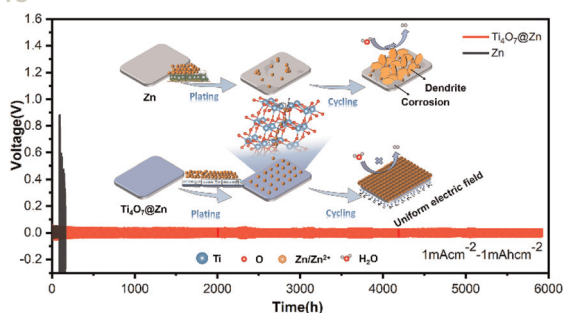 1.6
1.4
1.2
1.0
0.8
0.6
0.4
0.2
0.0
-0.2
Voltage(V)
Ti₄O₇@Zn
Zn
Zn
Plating
Cycling
Dendrite
Corrosion
H₂O
Ti₄O₇@Zn
Plating
Cycling
Uniform electric field
Ti O Zn/Zn²⁺ H₂O
1mAcm⁻²-1mAhcm⁻²
0 1000 2000 3000 4000 5000 6000
Time(h)